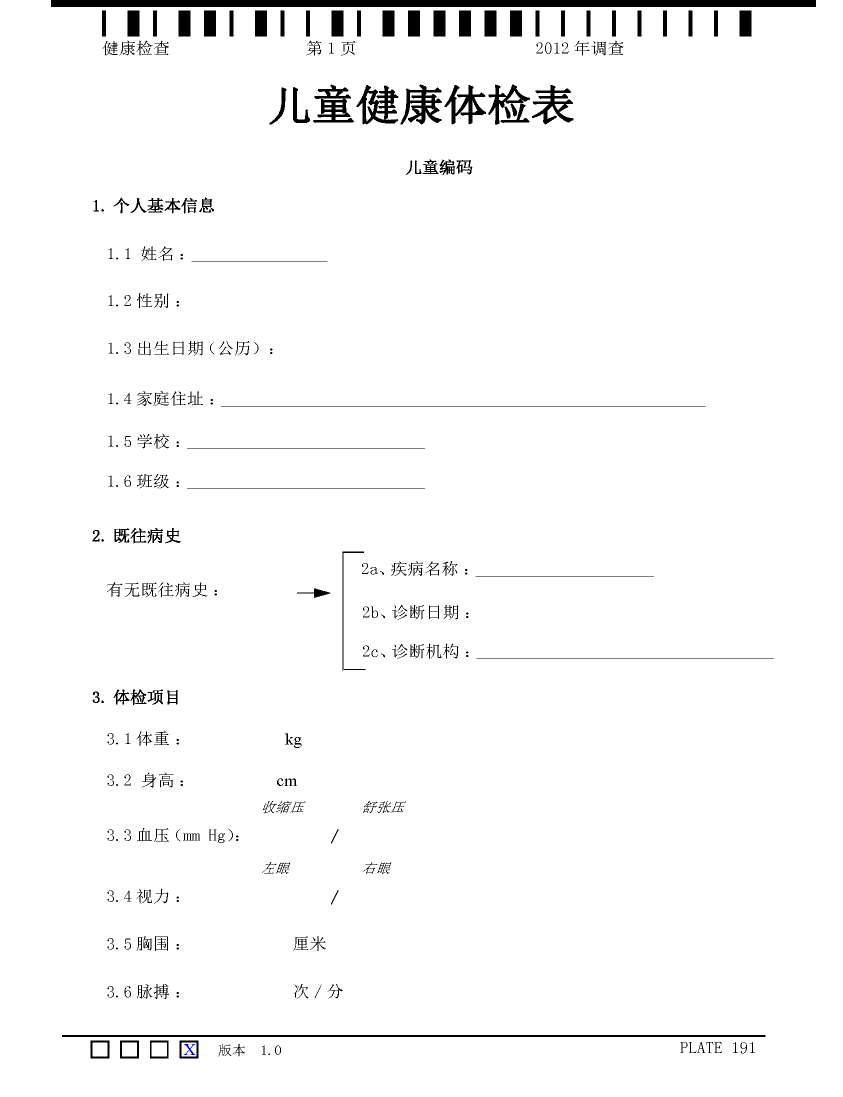 健康检查 第 1 页 2012 年调查
儿童健康体检表
儿童编码
1. 个人基本信息
1.1 姓名：________________
1.2 性别：
1.3 出生日期（公历）：
1.4 家庭住址：_________________________________________________________
1.5 学校：____________________________
1.6 班级：____________________________
2. 既往病史
有无既往病史：
2a、疾病名称：_____________________
2b、诊断日期：
2c、诊断机构：___________________________________
3. 体检项目
3.1 体重： kg
3.2 身高： cm
收缩压 舒张压
3.3 血压（mm Hg）： /
左眼 右眼
3.4 视力： /
3.5 胸围： 厘米
3.6 脉搏： 次 / 分
X 版本 1.0 PLATE 191